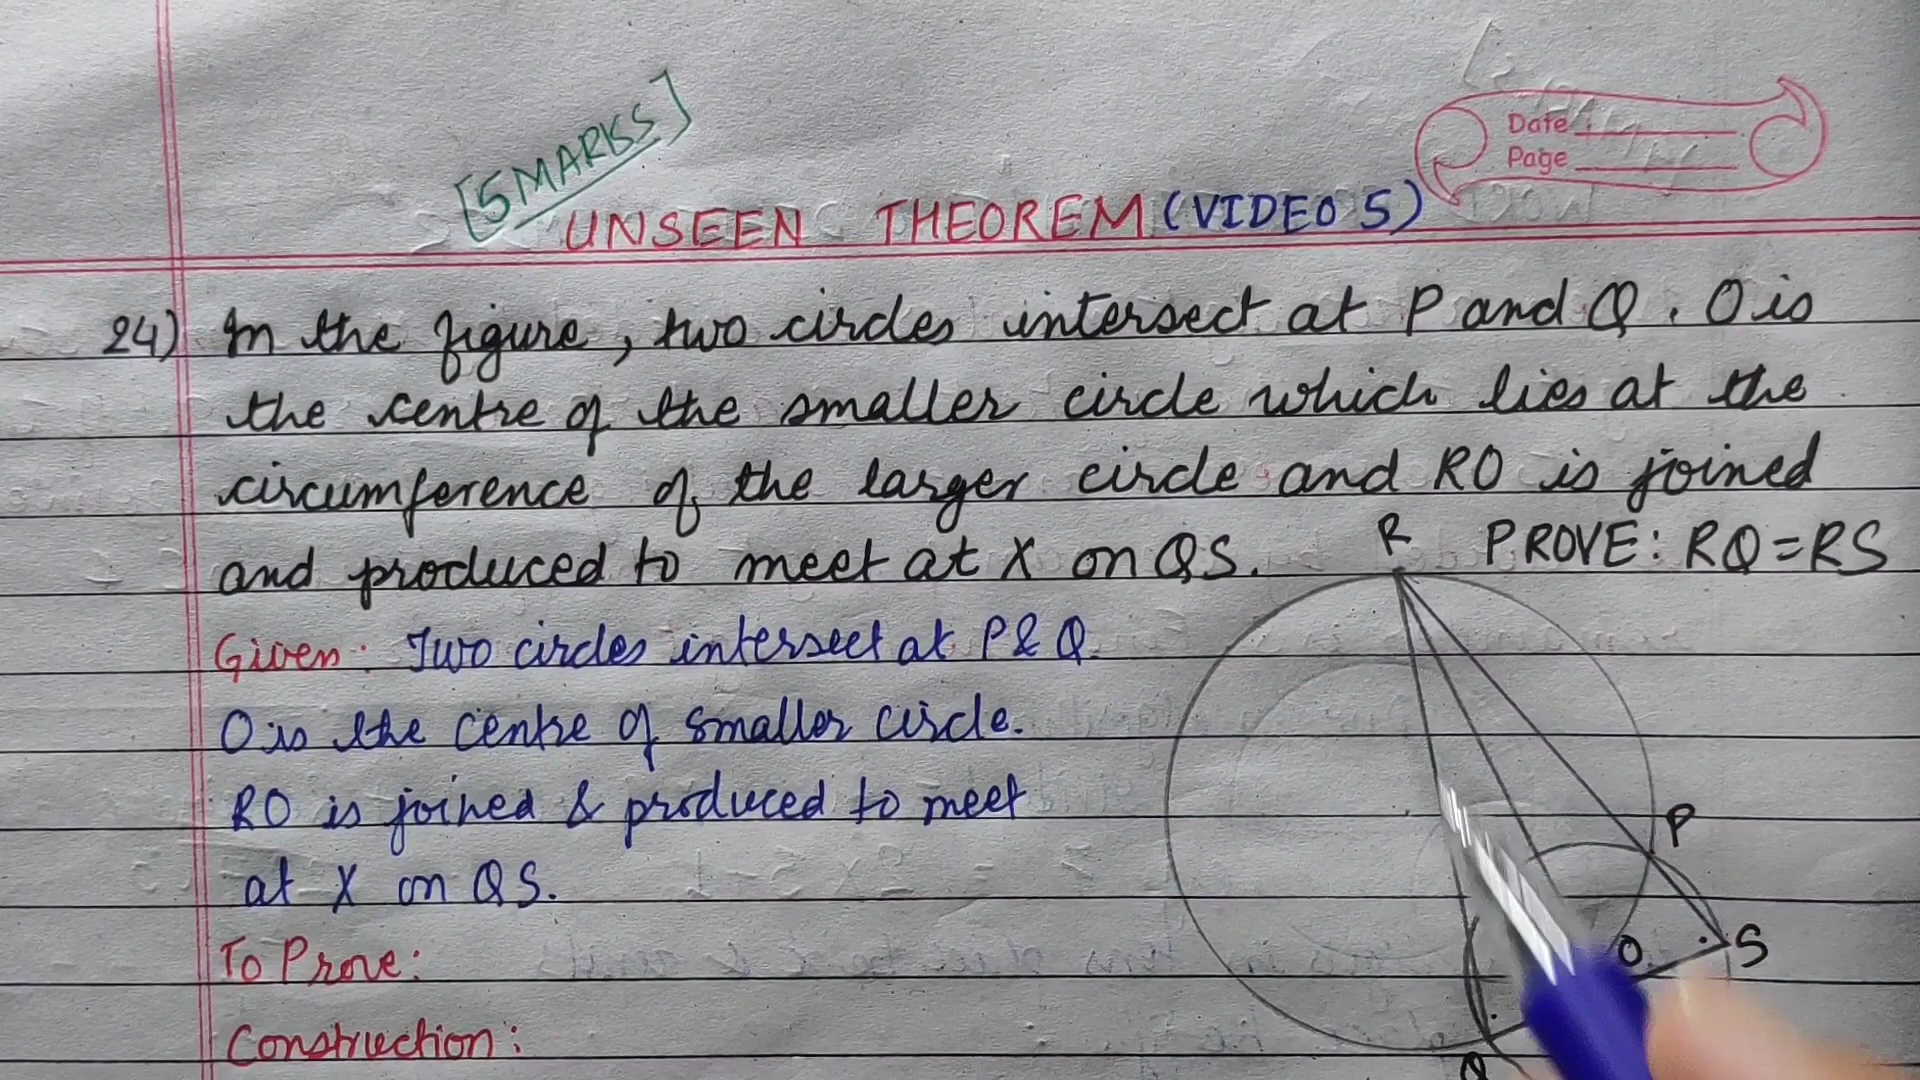 [5 MARKS]
Date
Page
UNSEEN THEOREM (VIDEO 5)
24) In the figure, two circles intersect at P and Q. O is
the centre of the smaller circle which lies at the
circumference of the larger circle and RO is joined
and produced to meet at X on QS.
R PROVE: RQ=RS
Given: Two circles intersect at P & Q.
O is the centre of smaller circle.
RO is joined & produced to meet
P
at X on QS.
To Prove:
O S
Construction:
Q